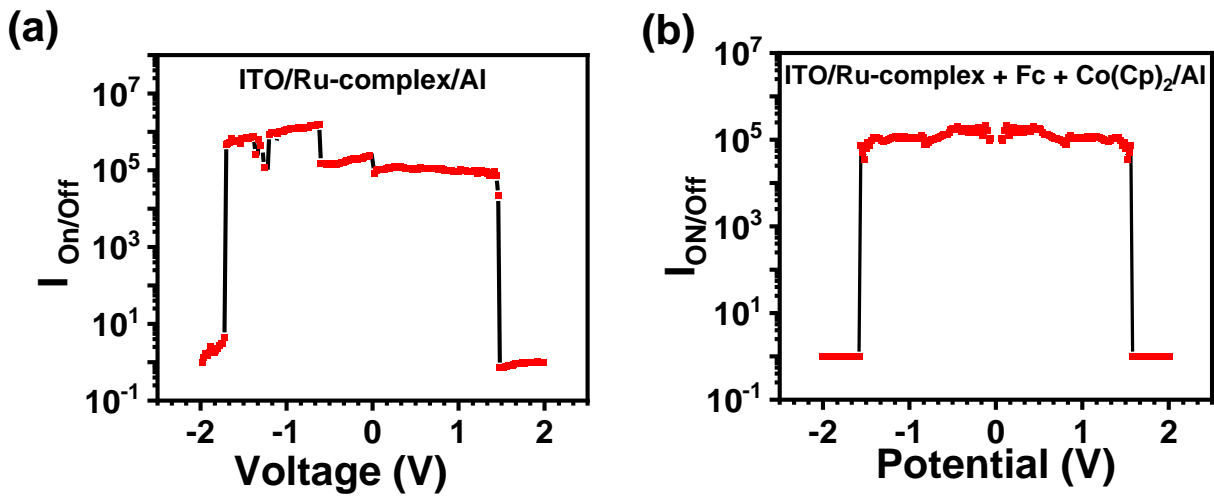 (a)
ITO/Ru-complex/Al
I On/Off
10^7
10^5
10^3
10^1
10^-1
-2 -1 0 1 2
Voltage (V)
(b)
ITO/Ru-complex + Fc + Co(Cp)2/Al
I ON/Off
10^7
10^5
10^3
10^1
10^-1
-2 -1 0 1 2
Potential (V)